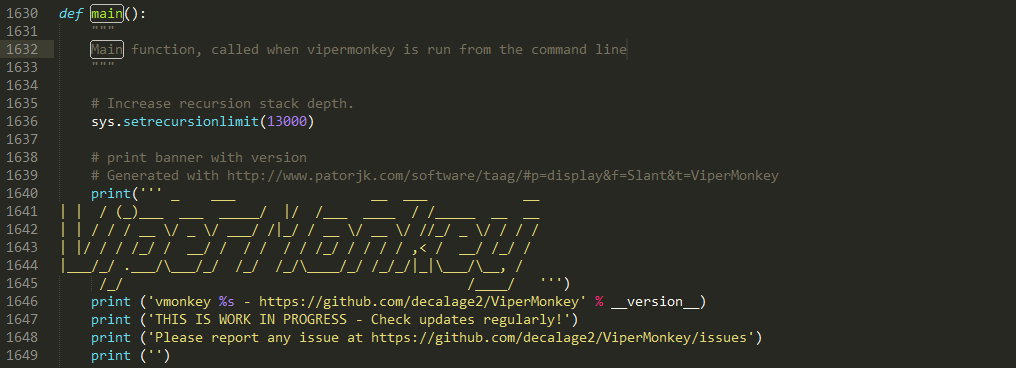 1630 def main():
1631     """
1632     Main function, called when vipermonkey is run from the command line
1633     """
1634
1635     # Increase recursion stack depth.
1636     sys.setrecursionlimit(13000)
1637
1638     # print banner with version
1639     # Generated with http://www.patorjk.com/software/taag/#p=display&f=Slant&t=ViperMonkey
1640     print(''' _    ___                 __  ___            __
1641 | |  / (_)___  ___  _____/  |/  /___  ____  / /_____  __  __
1642 | | / / / __ \/ _ \/ ___/ /|_/ / __ \/ __ \/ //_/ _ \/ / / /
1643 | |/ / / /_/ /  __/ /  / /  / / /_/ / / / / ,< /  __/ /_/ /
1644 |___/_/ .___/\___/_/  /_/  /_/\____/_/ /_/_/|_|\___/\__, /
1645      /_/                                           /____/   ''')
1646     print ('vmonkey %s - https://github.com/decalage2/ViperMonkey' % __version__)
1647     print ('THIS IS WORK IN PROGRESS - Check updates regularly!')
1648     print ('Please report any issue at https://github.com/decalage2/ViperMonkey/issues')
1649     print ('')